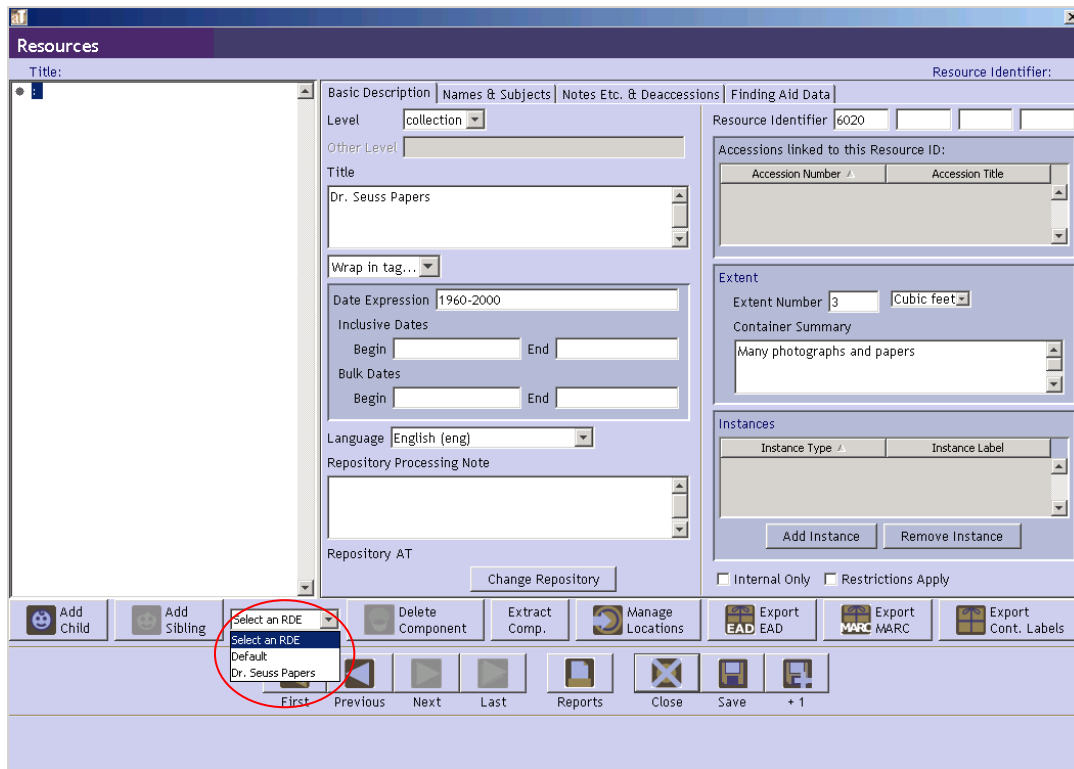 aT
Resources
Title:
Resource Identifier:
:
Basic Description
Names & Subjects
Notes Etc. & Deaccessions
Finding Aid Data
Level
collection
Other Level
Title
Dr. Seuss Papers
Wrap in tag...
Date Expression 1960-2000
Inclusive Dates
Begin
End
Bulk Dates
Begin
End
Language English (eng)
Repository Processing Note
Repository AT
Change Repository
Resource Identifier 6020
Accessions linked to this Resource ID:
Accession Number
Accession Title
Extent
Extent Number 3
Cubic feet
Container Summary
Many photographs and papers
Instances
Instance Type
Instance Label
Add Instance
Remove Instance
Internal Only
Restrictions Apply
Add
Child
Add
Sibling
Select an RDE
Select an RDE
Default
Dr. Seuss Papers
Delete
Component
Extract
Comp.
Manage
Locations
EAD
Export
EAD
MARC
Export
MARC
Export
Cont. Labels
First
Previous
Next
Last
Reports
Close
Save
+ 1